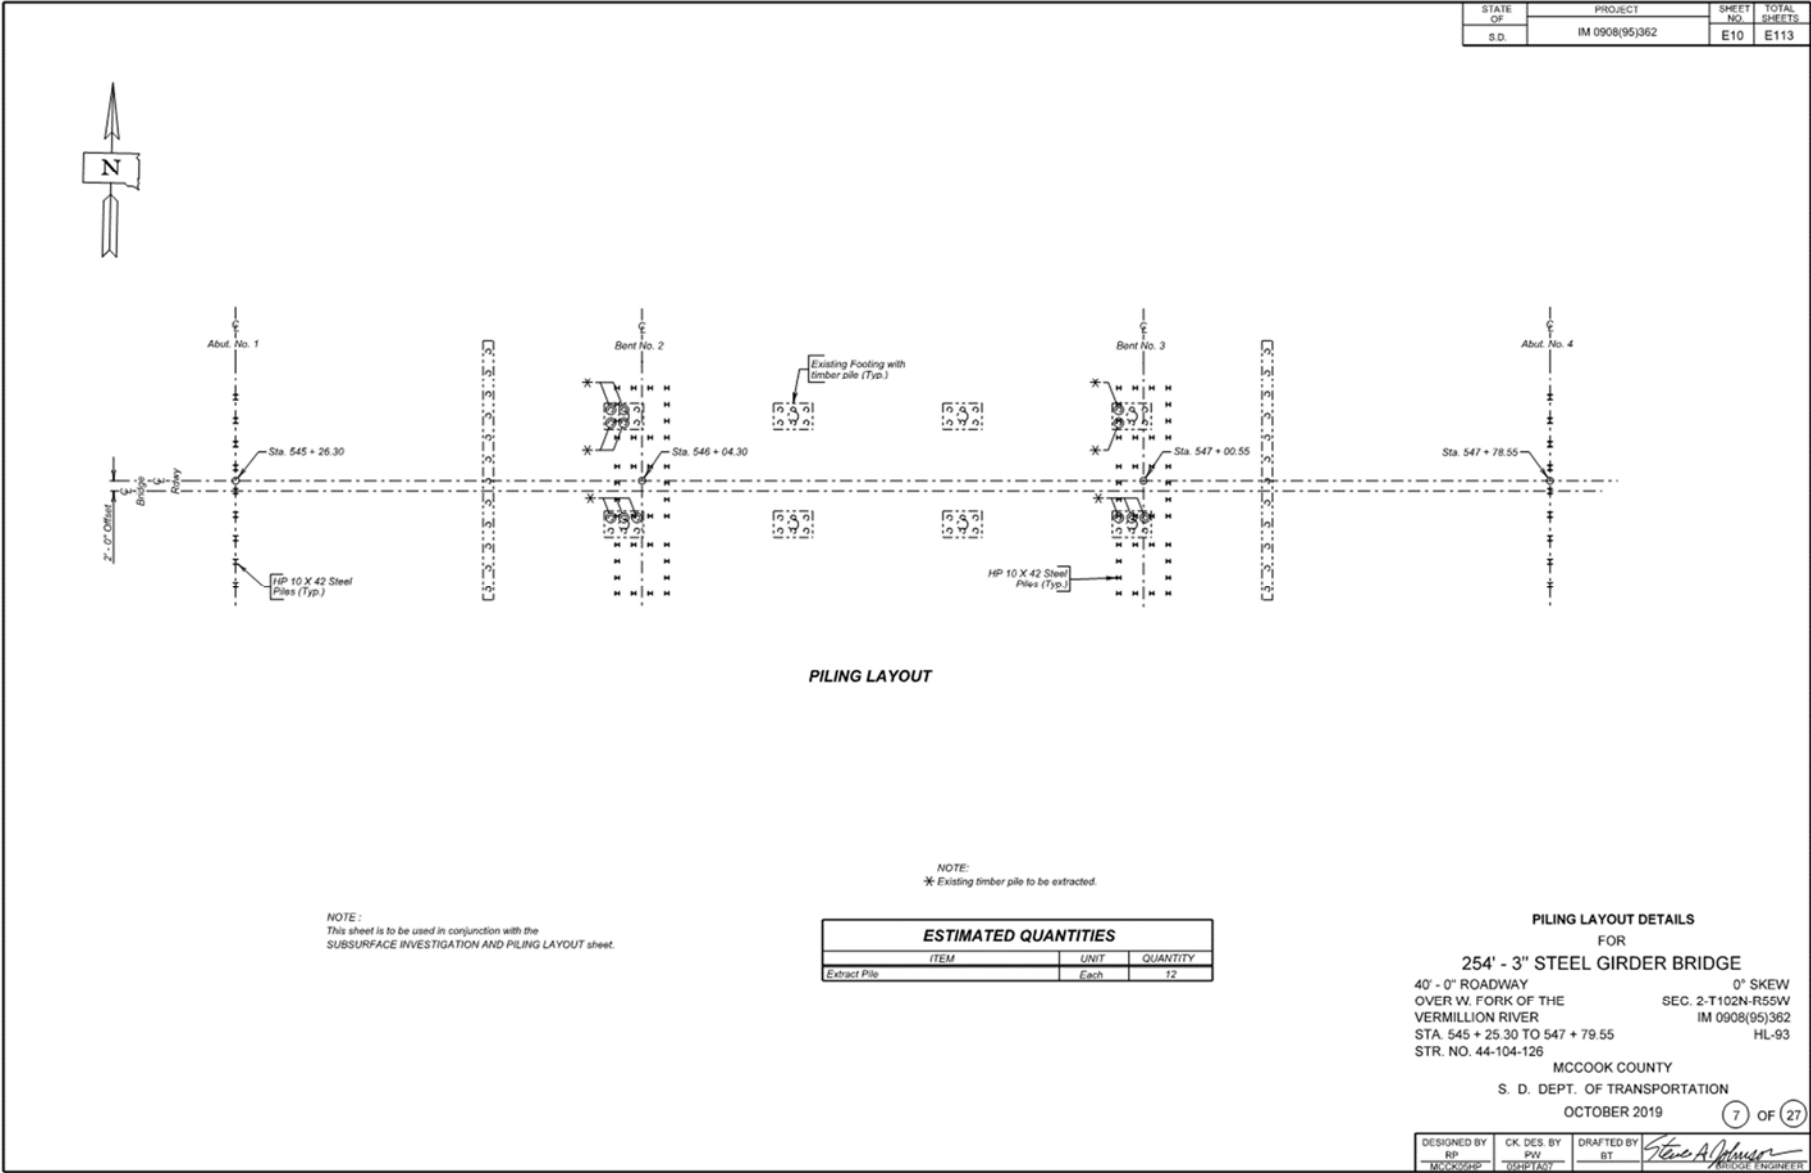 STATE OF
S.D.
PROJECT
IM 0908(95)362
SHEET NO.
E10
TOTAL SHEETS
E113
N
Abut. No. 1
Bent No. 2
Bent No. 3
Abut. No. 4
Existing Footing with
timber pile (Typ.)
Sta. 545 + 26.30
Sta. 546 + 04.30
Sta. 547 + 00.55
Sta. 547 + 78.55
2' - 0" Offset
Bridge
Rdwy
HP 10 X 42 Steel
Piles (Typ.)
HP 10 X 42 Steel
Piles (Typ.)
PILING LAYOUT
NOTE:
* Existing timber pile to be extracted.
NOTE :
This sheet is to be used in conjunction with the
SUBSURFACE INVESTIGATION AND PILING LAYOUT sheet.
ESTIMATED QUANTITIES
ITEM UNIT QUANTITY
Extract Pile Each 12
PILING LAYOUT DETAILS
FOR
254' - 3" STEEL GIRDER BRIDGE
40' - 0" ROADWAY 0° SKEW
OVER W. FORK OF THE SEC. 2-T102N-R55W
VERMILLION RIVER IM 0908(95)362
STA. 545 + 25.30 TO 547 + 79.55 HL-93
STR. NO. 44-104-126
MCCOOK COUNTY
S. D. DEPT. OF TRANSPORTATION
OCTOBER 2019
7 OF 27
DESIGNED BY
RP
MCCK05HP
CK. DES. BY
PW
05HPTA07
DRAFTED BY
BT
Steve A Johnson
BRIDGE ENGINEER